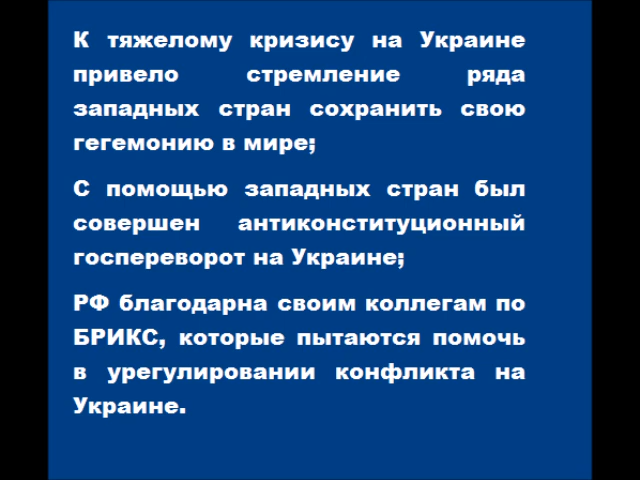 К тяжелому кризису на Украине
привело стремление ряда
западных стран сохранить свою
гегемонию в мире;
С помощью западных стран был
совершен антиконституционный
госпереворот на Украине;
РФ благодарна своим коллегам по
БРИКС, которые пытаются помочь
в урегулировании конфликта на
Украине.